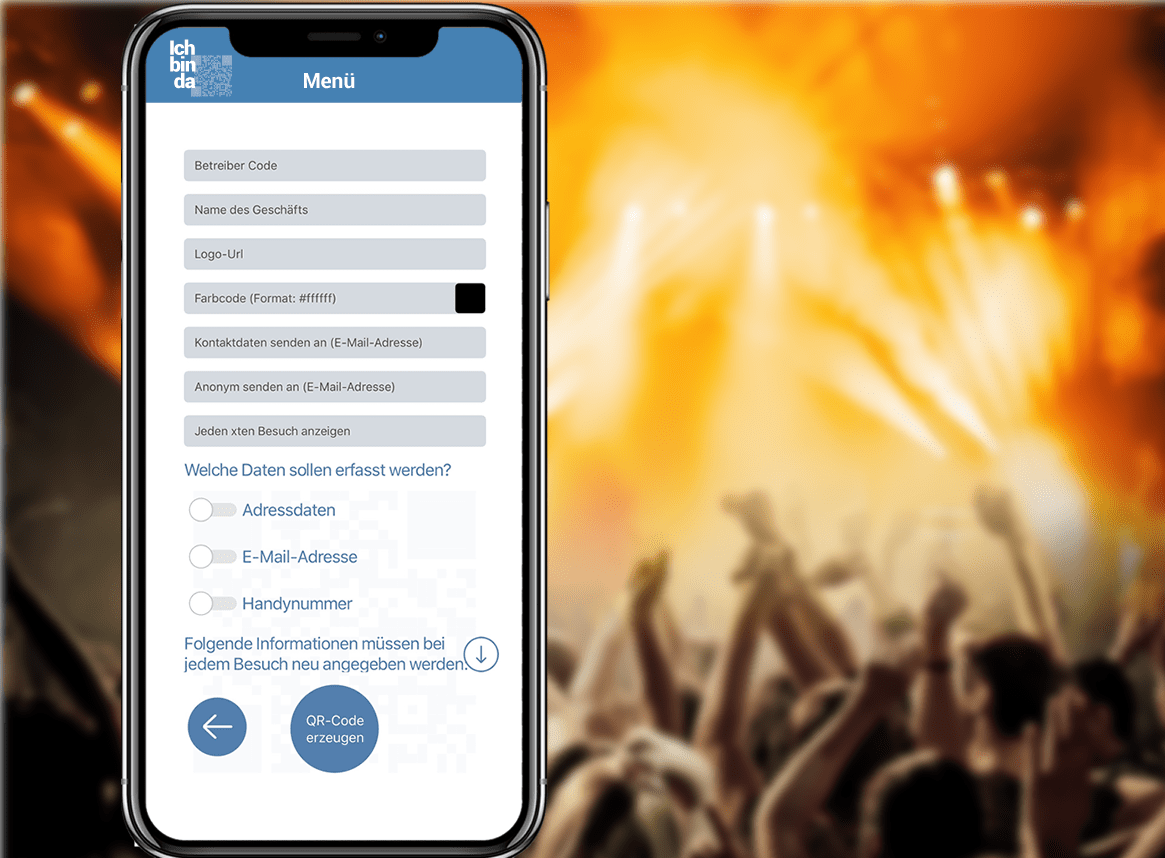 Ich
bin
da
Menü
Betreiber Code
Name des Geschäfts
Logo-Url
Farbcode (Format: #ffffff)
Kontaktdaten senden an (E-Mail-Adresse)
Anonym senden an (E-Mail-Adresse)
Jeden xten Besuch anzeigen
Welche Daten sollen erfasst werden?
Adressdaten
E-Mail-Adresse
Handynummer
Folgende Informationen müssen bei
jedem Besuch neu angegeben werden.
QR-Code
erzeugen